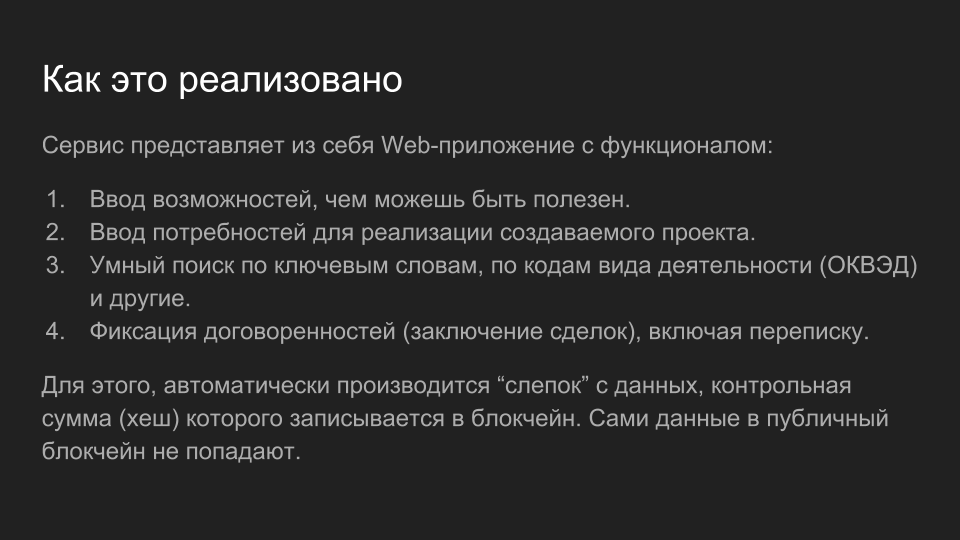 Как это реализовано
Сервис представляет из себя Web-приложение с функционалом:
1. Ввод возможностей, чем можешь быть полезен.
2. Ввод потребностей для реализации создаваемого проекта.
3. Умный поиск по ключевым словам, по кодам вида деятельности (ОКВЭД)
и другие.
4. Фиксация договоренностей (заключение сделок), включая переписку.
Для этого, автоматически производится “слепок” с данных, контрольная
сумма (хеш) которого записывается в блокчейн. Сами данные в публичный
блокчейн не попадают.